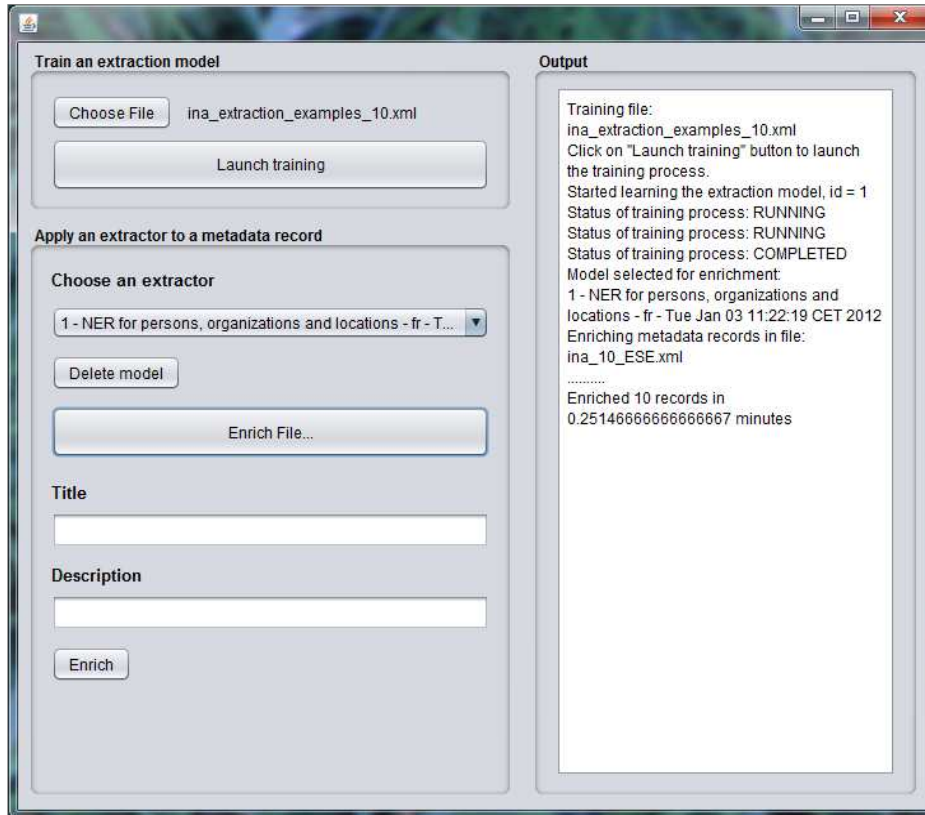 Train an extraction model
Choose File
ina_extraction_examples_10.xml
Launch training
Apply an extractor to a metadata record
Choose an extractor
1 - NER for persons, organizations and locations - fr - T...
Delete model
Enrich File...
Title
Description
Enrich
Output
Training file:
ina_extraction_examples_10.xml
Click on "Launch training" button to launch
the training process.
Started learning the extraction model, id = 1
Status of training process: RUNNING
Status of training process: RUNNING
Status of training process: COMPLETED
Model selected for enrichment:
1 - NER for persons, organizations and
locations - fr - Tue Jan 03 11:22:19 CET 2012
Enriching metadata records in file:
ina_10_ESE.xml
..........
Enriched 10 records in
0.25146666666666667 minutes